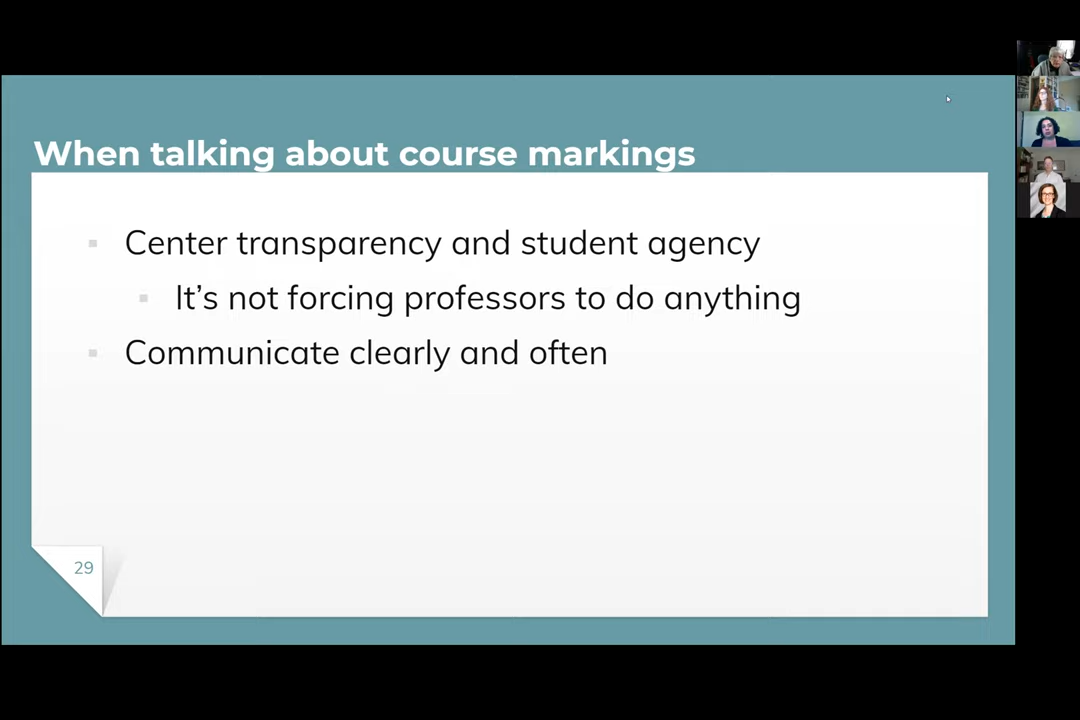 When talking about course markings
Center transparency and student agency
It’s not forcing professors to do anything
Communicate clearly and often
29